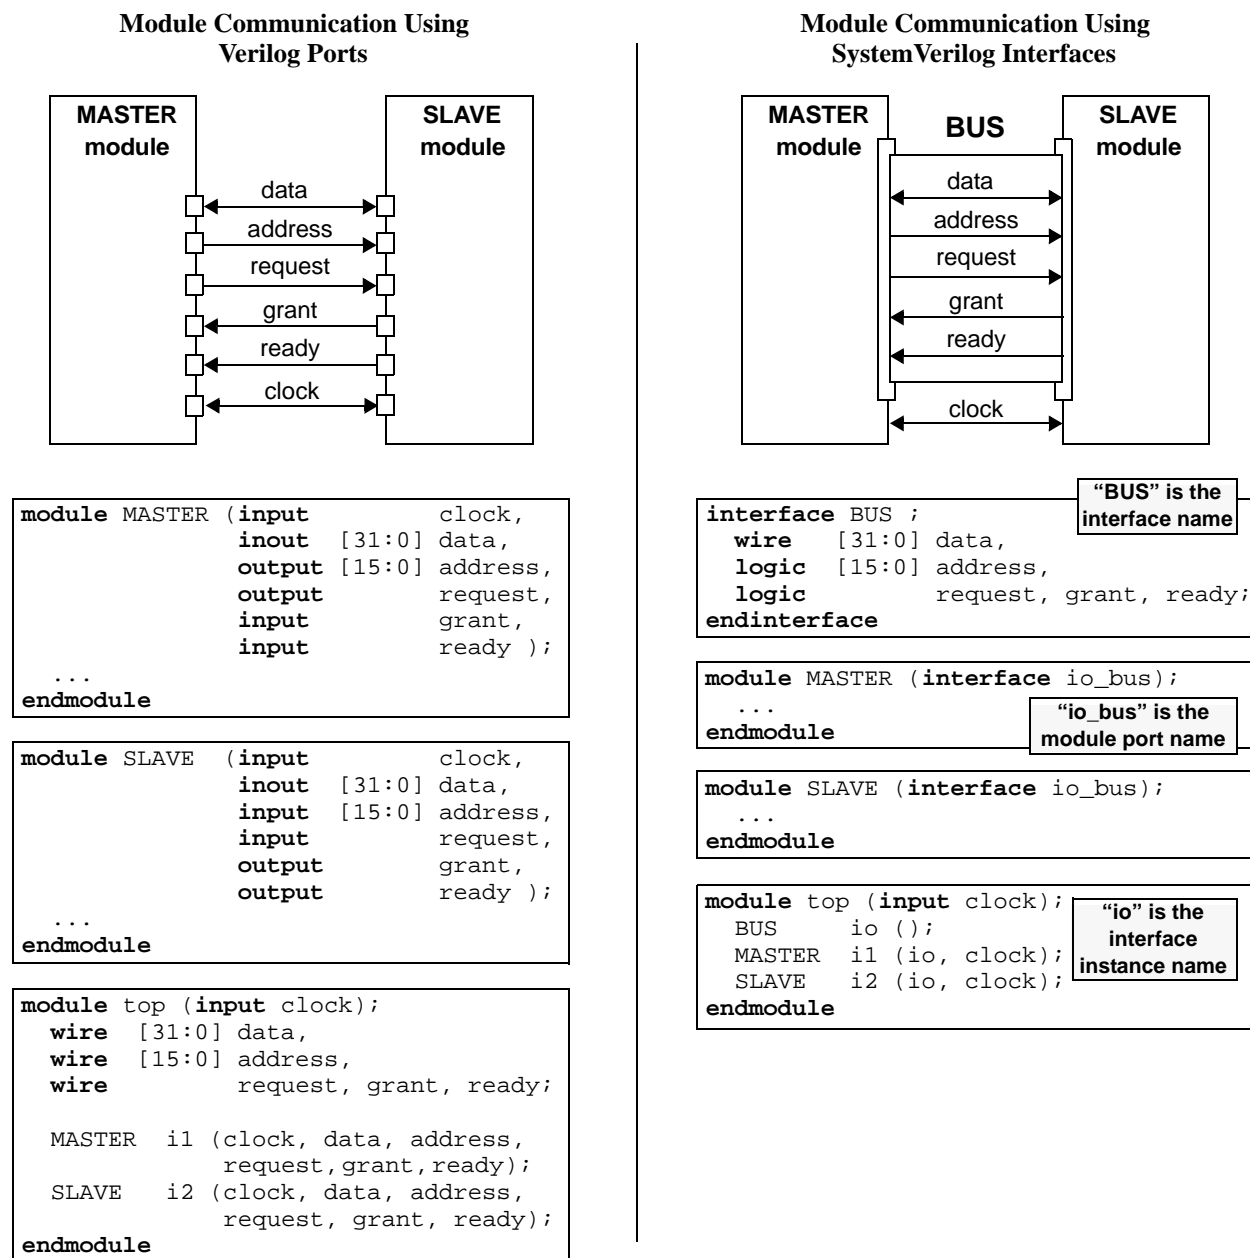 Module Communication Using
Verilog Ports
MASTER
module
SLAVE
module
data
address
request
grant
ready
clock
module MASTER (input clock,
inout [31:0] data,
output [15:0] address,
output request,
input grant,
input ready );
...
endmodule
module SLAVE (input clock,
inout [31:0] data,
input [15:0] address,
input request,
output grant,
output ready );
...
endmodule
module top (input clock);
wire [31:0] data,
wire [15:0] address,
wire request, grant, ready;
MASTER i1 (clock, data, address,
request,grant,ready);
SLAVE i2 (clock, data, address,
request, grant, ready);
endmodule
Module Communication Using
SystemVerilog Interfaces
MASTER
module
BUS
SLAVE
module
data
address
request
grant
ready
clock
“BUS” is the
interface name
interface BUS ;
wire [31:0] data,
logic [15:0] address,
logic request, grant, ready;
endinterface
module MASTER (interface io_bus);
...
endmodule
“io_bus” is the
module port name
module SLAVE (interface io_bus);
...
endmodule
module top (input clock);
BUS io ();
MASTER i1 (io, clock);
SLAVE i2 (io, clock);
endmodule
“io” is the
interface
instance name